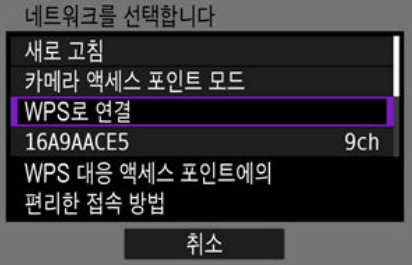 네트워크를 선택합니다
새로 고침
카메라 액세스 포인트 모드
WPS로 연결
16A9AACE5 9ch
WPS 대응 액세스 포인트에의
편리한 접속 방법
취소